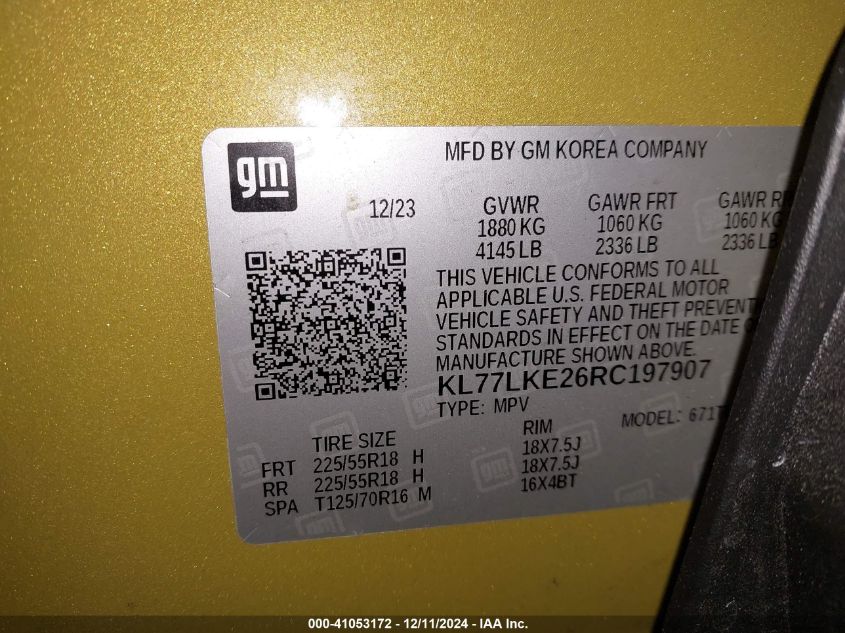 gm
MFD BY GM KOREA COMPANY
12/23
GVWR GAWR FRT GAWR
1880 KG 1060 KG 1060 KG
4145 LB 2336 LB 2336 LB
THIS VEHICLE CONFORMS TO ALL
APPLICABLE U.S. FEDERAL MOTOR
VEHICLE SAFETY AND THEFT
STANDARDS IN EFFECT ON THE DATE
MANUFACTURE SHOWN ABOVE.
KL77LKE26RC197907
TYPE: MPV MODEL:
TIRE SIZE RIM
FRT 225/55R18 H 18X7.5J
RR 225/55R18 H 18X7.5J
SPA T125/70R16 M 16X4BT
000-41053172 - 12/11/2024 - IAA Inc.